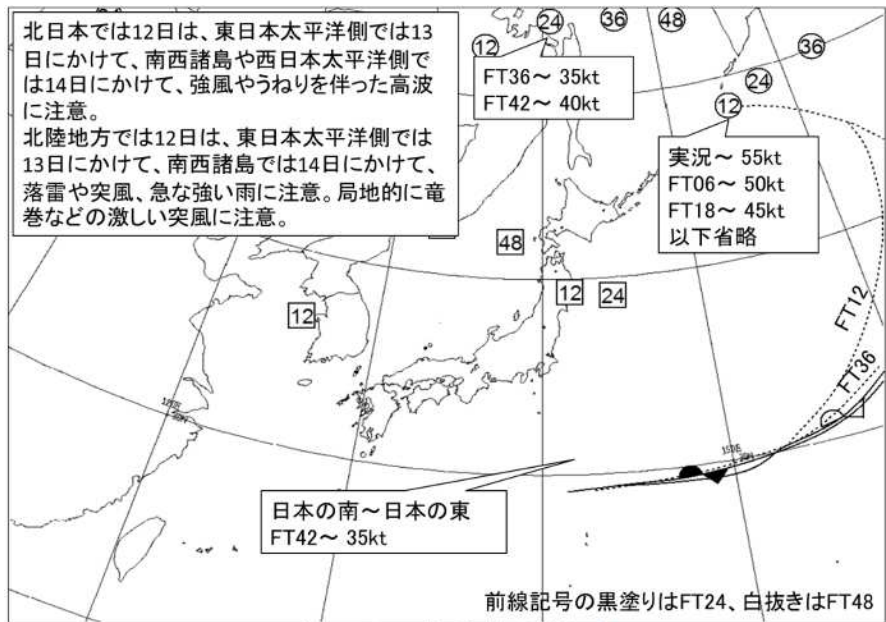 北日本では12日は、東日本太平洋側では13
日にかけて、南西諸島や西日本太平洋側で
は14日にかけて、強風やうねりを伴った高波
に注意。
北陸地方では12日は、東日本太平洋側では
13日にかけて、南西諸島では14日にかけて、
落雷や突風、急な強い雨に注意。局地的に竜
巻などの激しい突風に注意。
12
24
36
48
FT36～ 35kt
FT42～ 40kt
12
24
36
実況～ 55kt
FT06～ 50kt
FT18～ 45kt
以下省略
48
12
24
12
FT12
FT36
150E
日本の南～日本の東
FT42～ 35kt
前線記号の黒塗りはFT24、白抜きはFT48